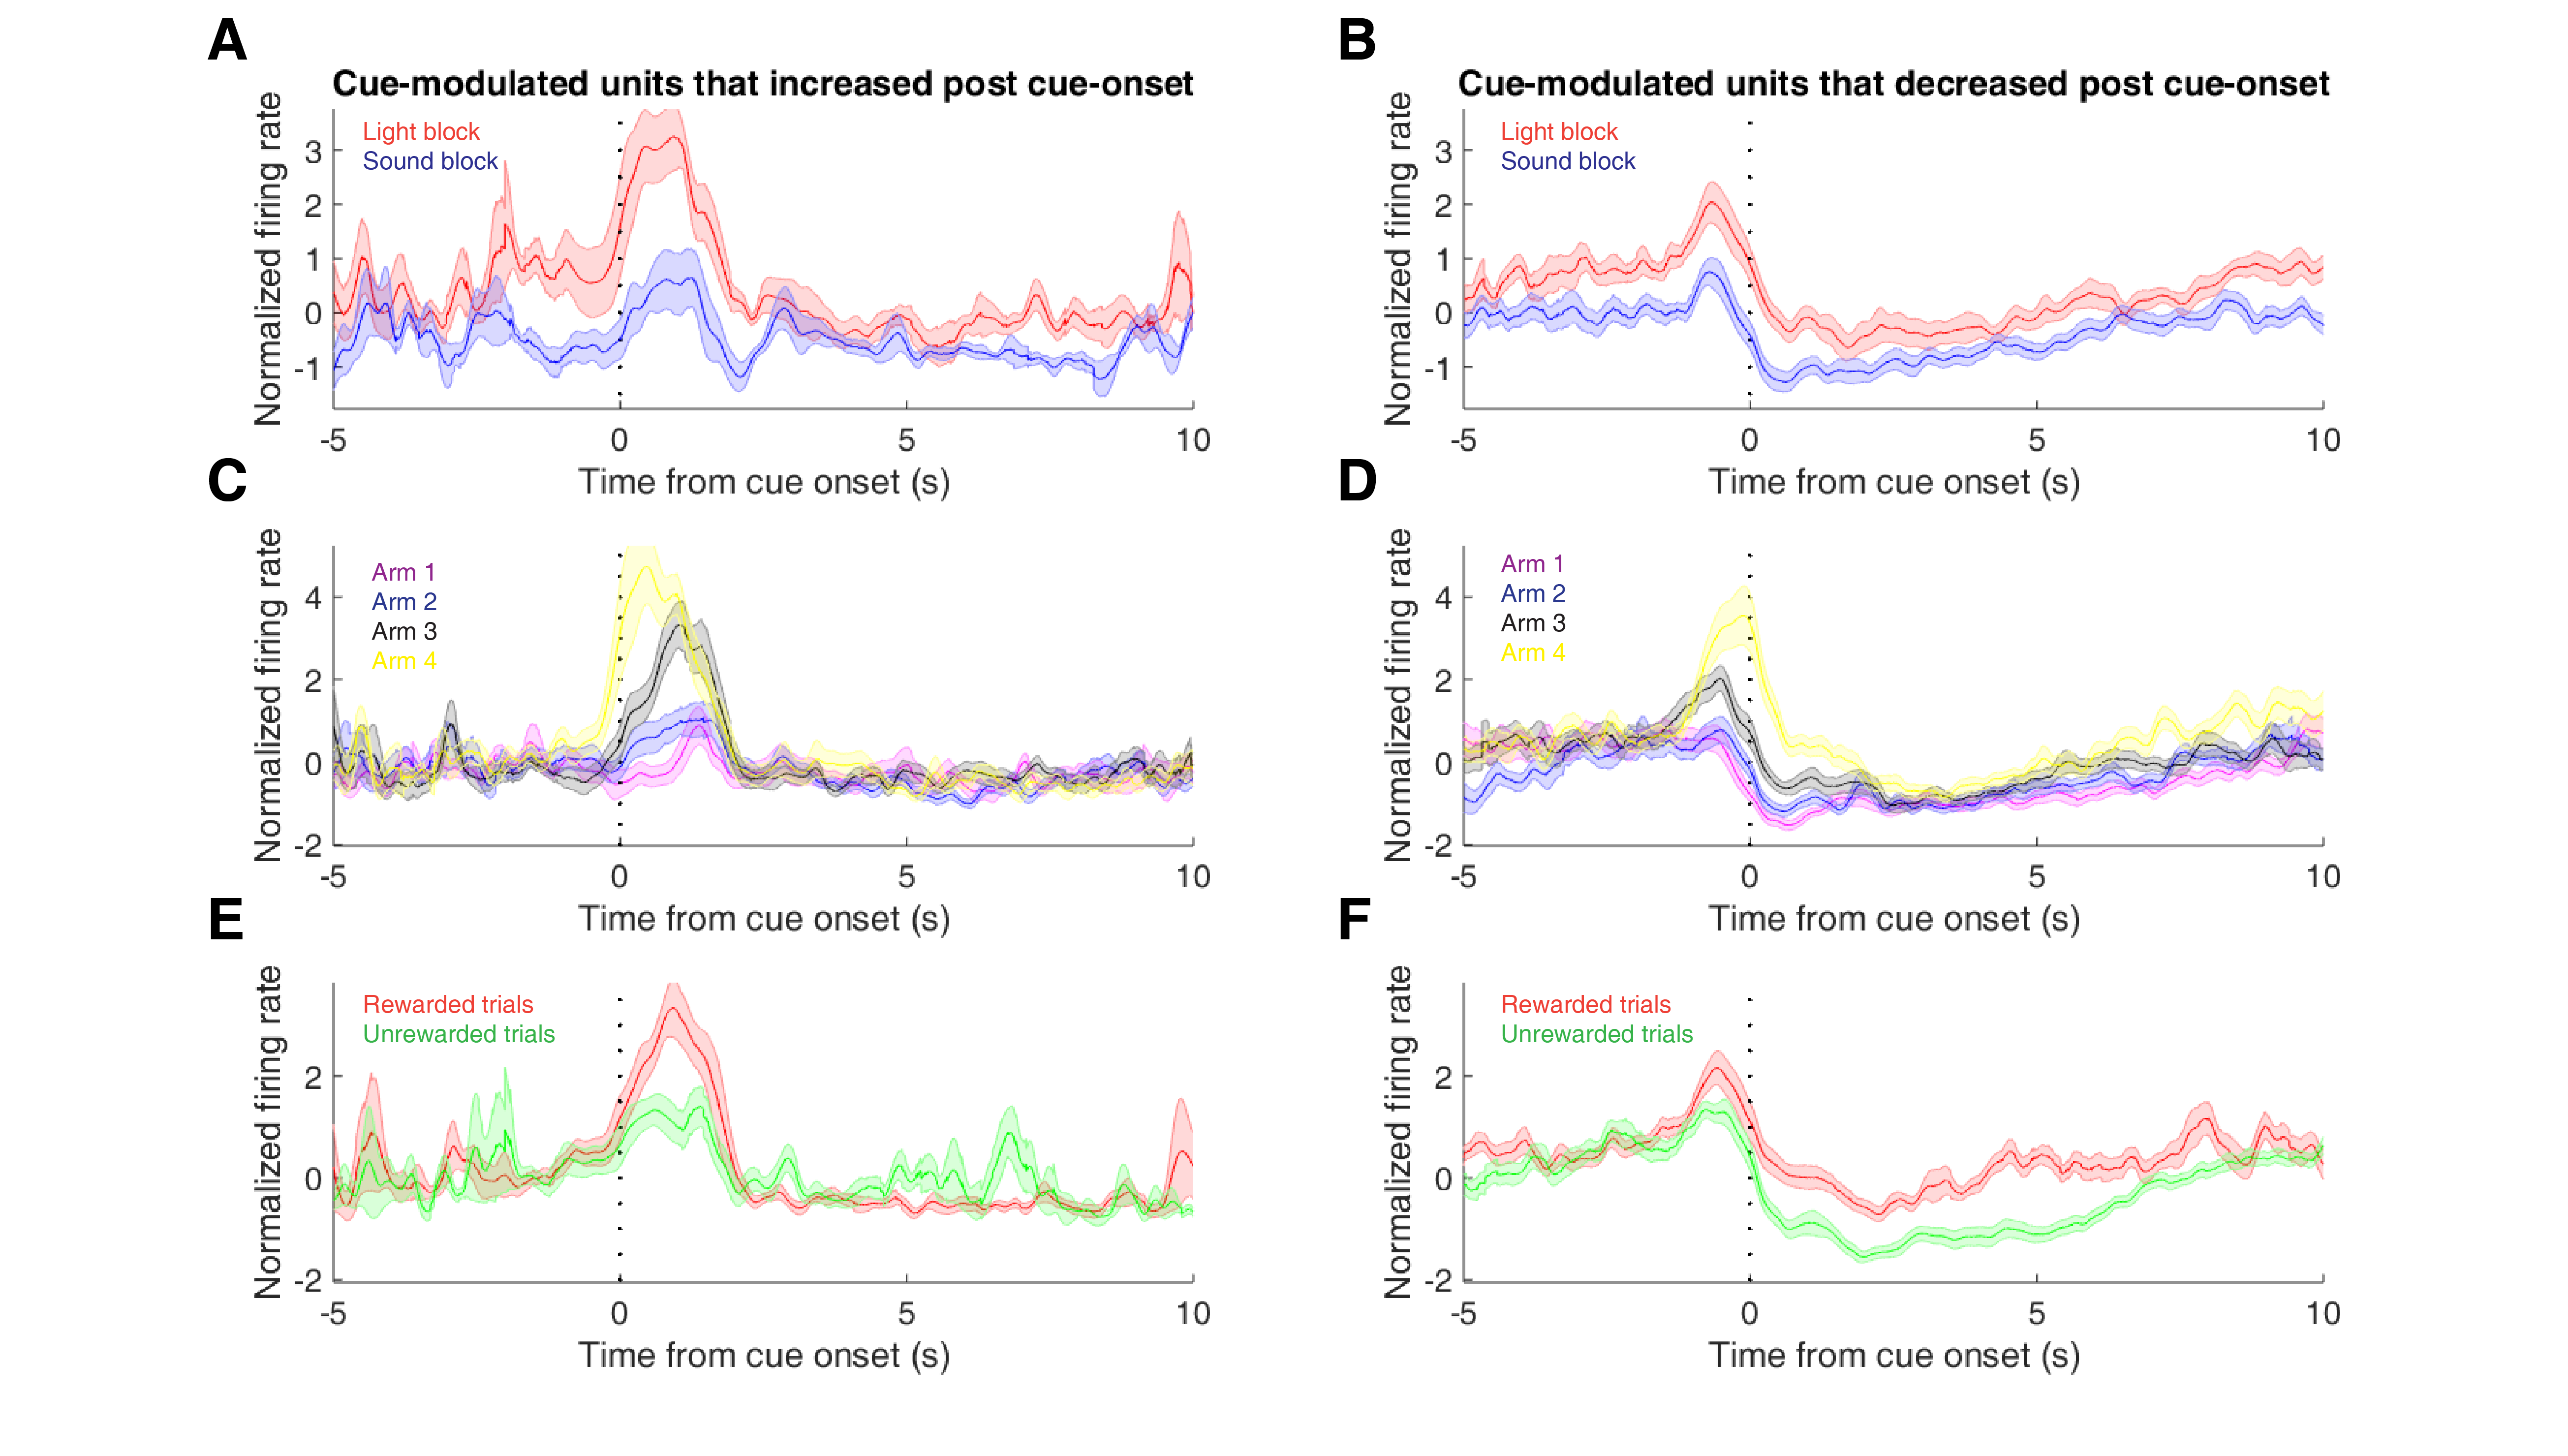 A
Cue-modulated units that increased post cue-onset
Normalized firing rate
Light block
Sound block
3
2
1
0
-1
-5
0
5
10
Time from cue onset (s)
B
Cue-modulated units that decreased post cue-onset
Normalized firing rate
Light block
Sound block
3
2
1
0
-1
-5
0
5
10
Time from cue onset (s)
C
Normalized firing rate
Arm 1
Arm 2
Arm 3
Arm 4
4
2
0
-2
-5
0
5
10
Time from cue onset (s)
D
Normalized firing rate
Arm 1
Arm 2
Arm 3
Arm 4
4
2
0
-2
-5
0
5
10
Time from cue onset (s)
E
Normalized firing rate
Rewarded trials
Unrewarded trials
2
0
-2
-5
0
5
10
Time from cue onset (s)
F
Normalized firing rate
Rewarded trials
Unrewarded trials
2
0
-2
-5
0
5
10
Time from cue onset (s)